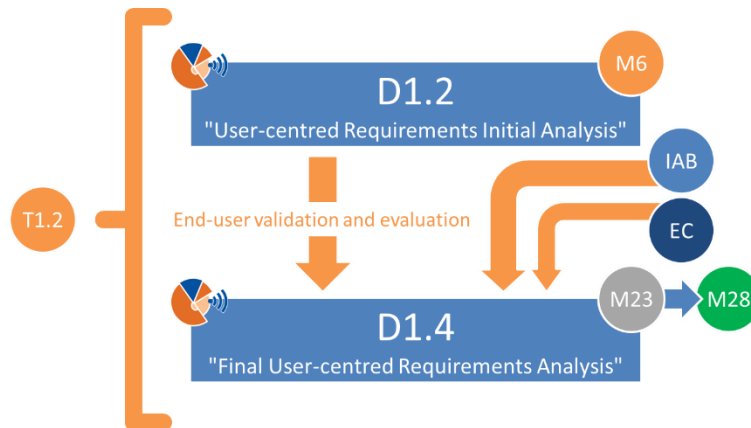 M6
D1.2
"User-centred Requirements Initial Analysis"
IAB
T1.2
End-user validation and evaluation
EC
M23
M28
D1.4
"Final User-centred Requirements Analysis"